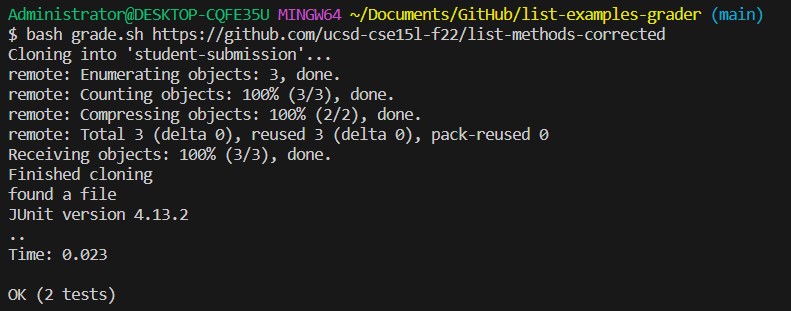 Administrator@DESKTOP-CQFE35U MINGW64 ~/Documents/GitHub/list-examples-grader (main)
$ bash grade.sh https://github.com/ucsd-cse15l-f22/list-methods-corrected
Cloning into 'student-submission'...
remote: Enumerating objects: 3, done.
remote: Counting objects: 100% (3/3), done.
remote: Compressing objects: 100% (2/2), done.
remote: Total 3 (delta 0), reused 3 (delta 0), pack-reused 0
Receiving objects: 100% (3/3), done.
Finished cloning
found a file
JUnit version 4.13.2
..
Time: 0.023
OK (2 tests)